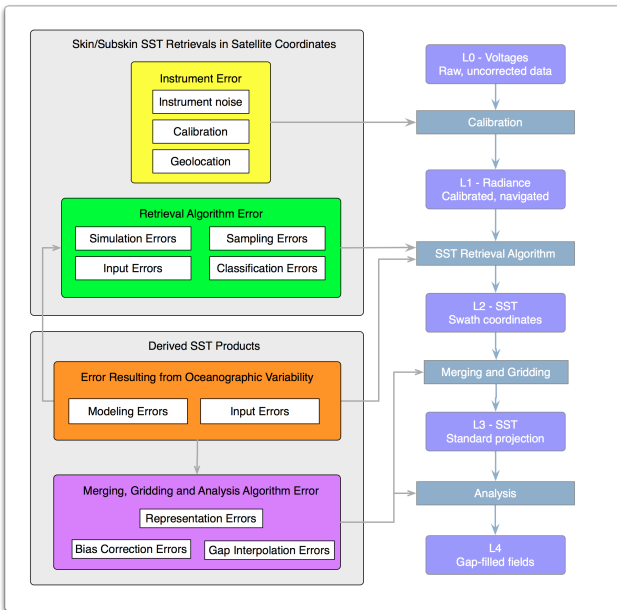 Skin/Subskin SST Retrievals in Satellite Coordinates
Instrument Error
Instrument noise
Calibration
Geolocation
Retrieval Algorithm Error
Simulation Errors
Sampling Errors
Input Errors
Classification Errors
Derived SST Products
Error Resulting from Oceanographic Variability
Modeling Errors
Input Errors
Merging, Gridding and Analysis Algorithm Error
Representation Errors
Bias Correction Errors
Gap Interpolation Errors
L0 - Voltages
Raw, uncorrected data
Calibration
L1 - Radiance
Calibrated, navigated
SST Retrieval Algorithm
L2 - SST
Swath coordinates
Merging and Gridding
L3 - SST
Standard projection
Analysis
L4
Gap-filled fields